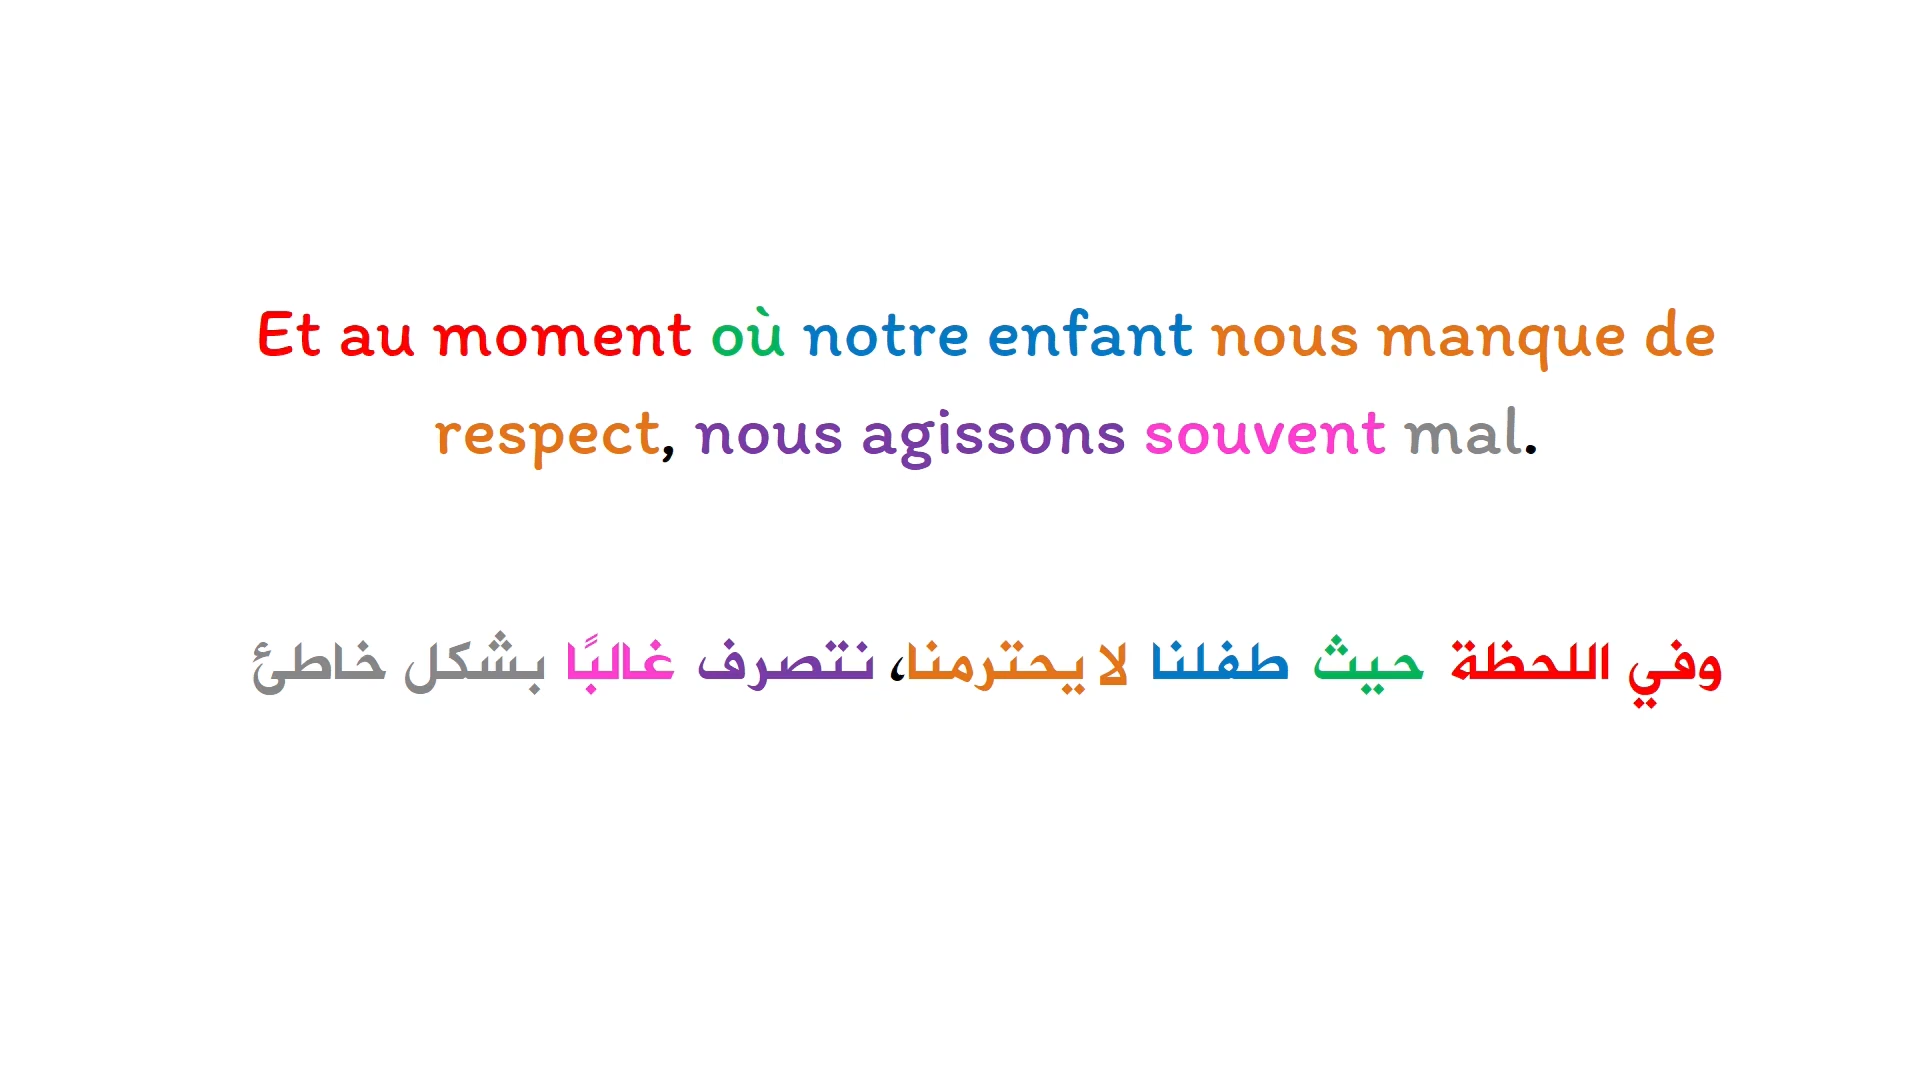 Et au moment où notre enfant nous manque de
respect, nous agissons souvent mal.
وفي اللحظة حيث طفلنا لا يحترمنا، نتصرف غالبًا بشكل خاطئ